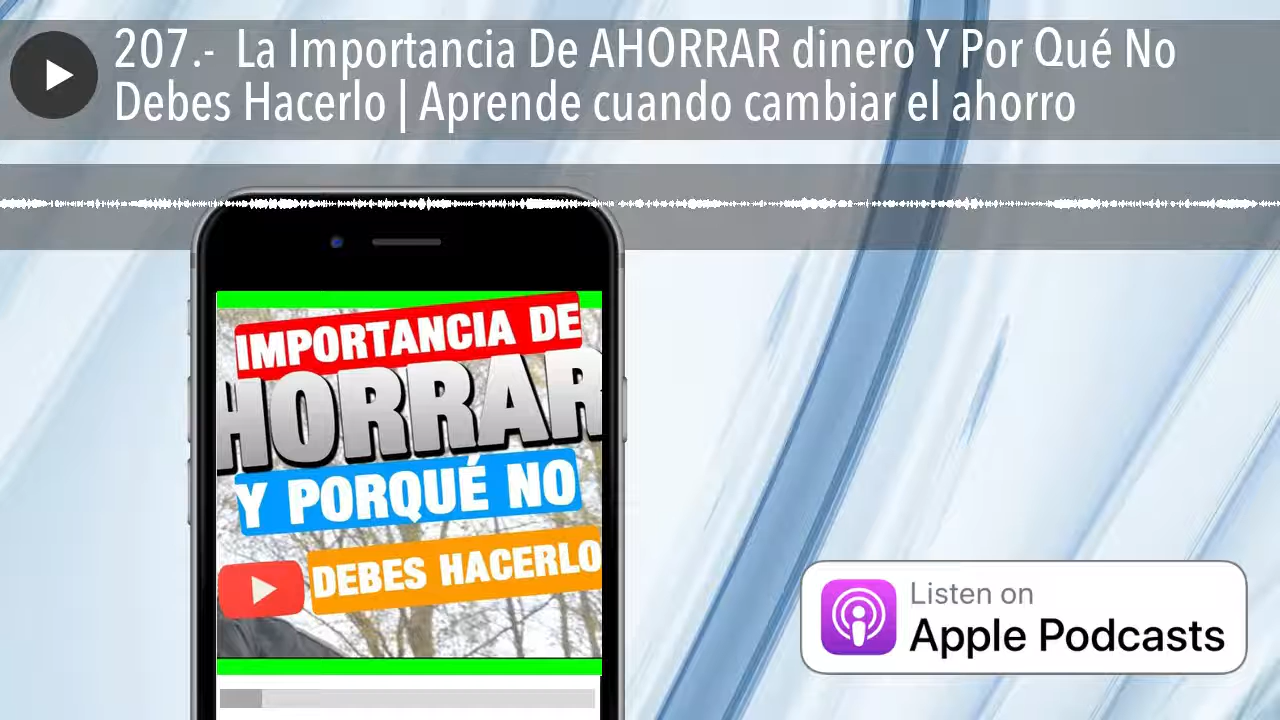 207.- La Importancia De AHORRAR dinero Y Por Qué No
Debes Hacerlo | Aprende cuando cambiar el ahorro
IMPORTANCIA DE
HORRAR
Y PORQUÉ NO
DEBES HACERLO
Listen on
Apple Podcasts